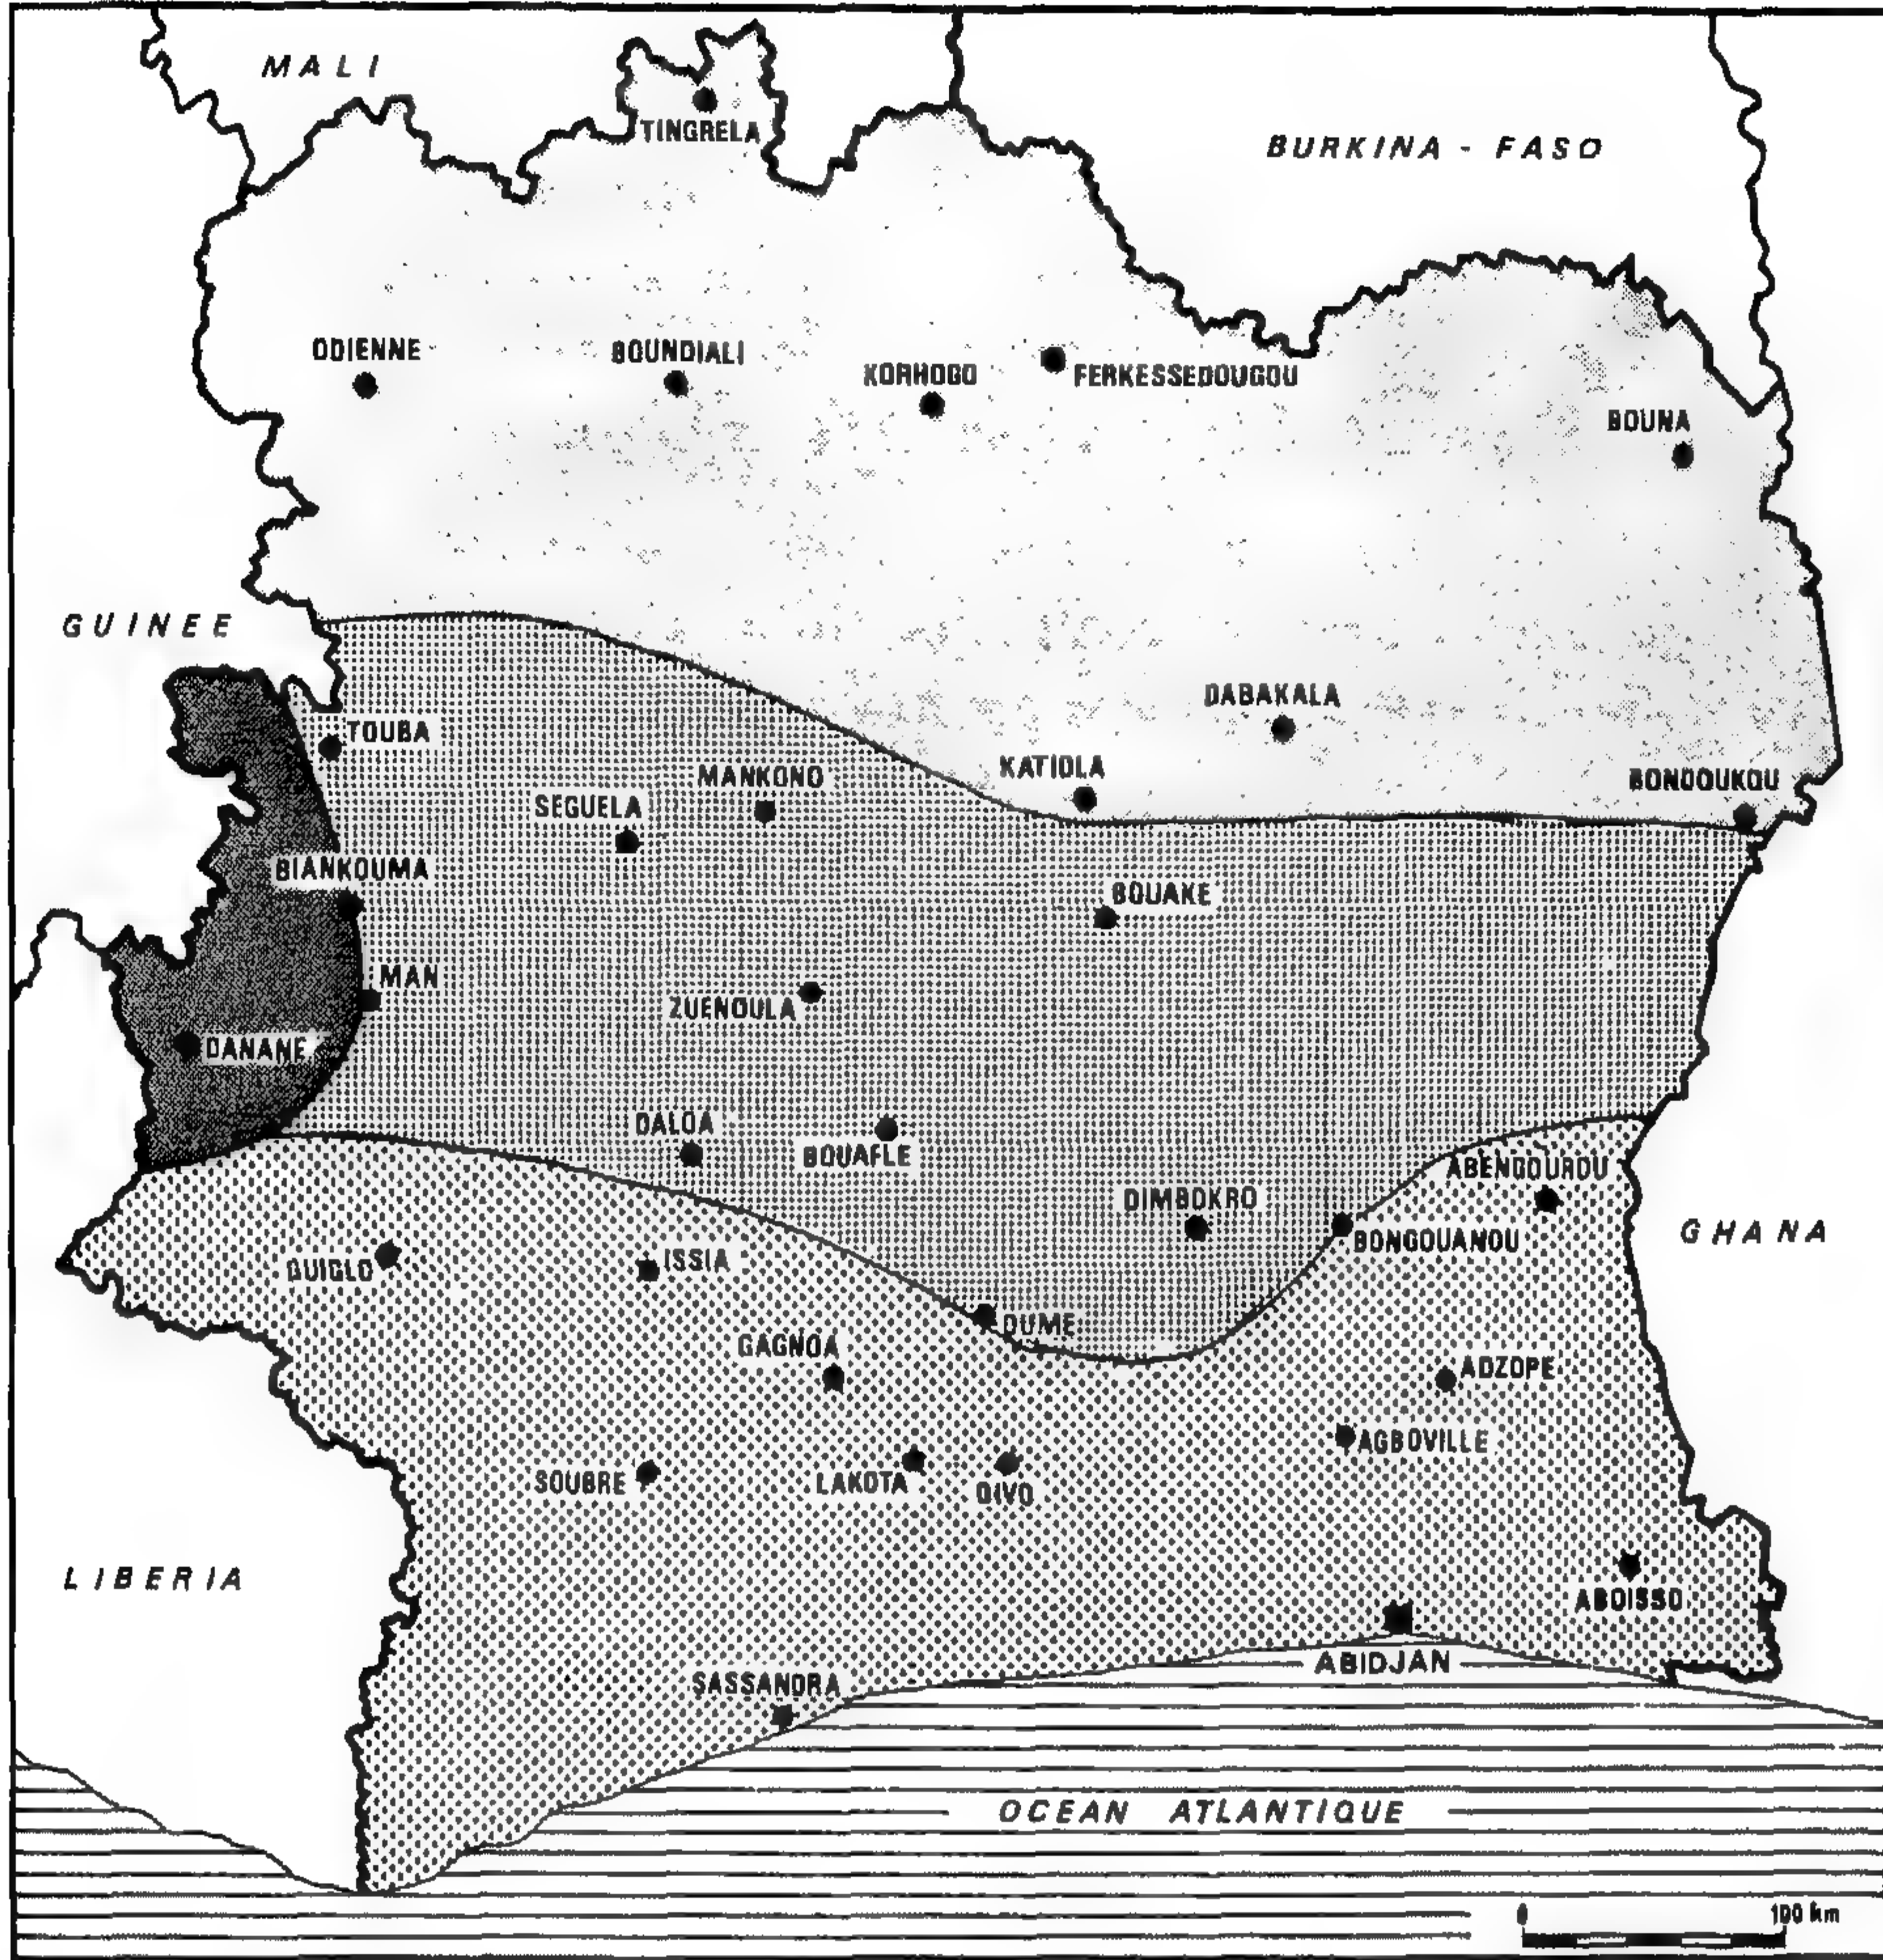 MALI
TINGRELA
BURKINA - FASO
ODIENNE
BOUNDIALI
KORHOGO
FERKESSEDOUGOU
BOUNA
GUINEE
TOUBA
DABAKALA
KATIOLA
MANKONO
BONDOUKOU
SEGUELA
BIANKOUMA
BOUAKE
MAN
ZUENOULA
DANANE
DALOA
BOUAFLE
ABENGOUROU
DIMBOKRO
BONGOUANOU
GHANA
GUIGLO
ISSIA
OUME
GAGNOA
ADZOPE
AGBOVILLE
SOUBRE
LAKOTA
DIVO
LIBERIA
ABOISSO
ABIDJAN
SASSANDRA
OCEAN ATLANTIQUE
0 100 km